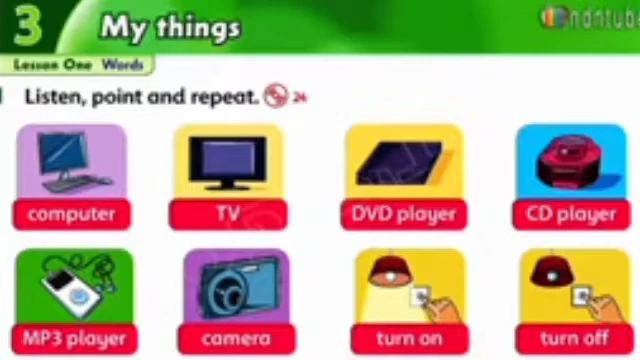 3 My things
Lesson One Words
Listen, point and repeat. 24
computer TV DVD player CD player
MP3 player camera turn on turn off